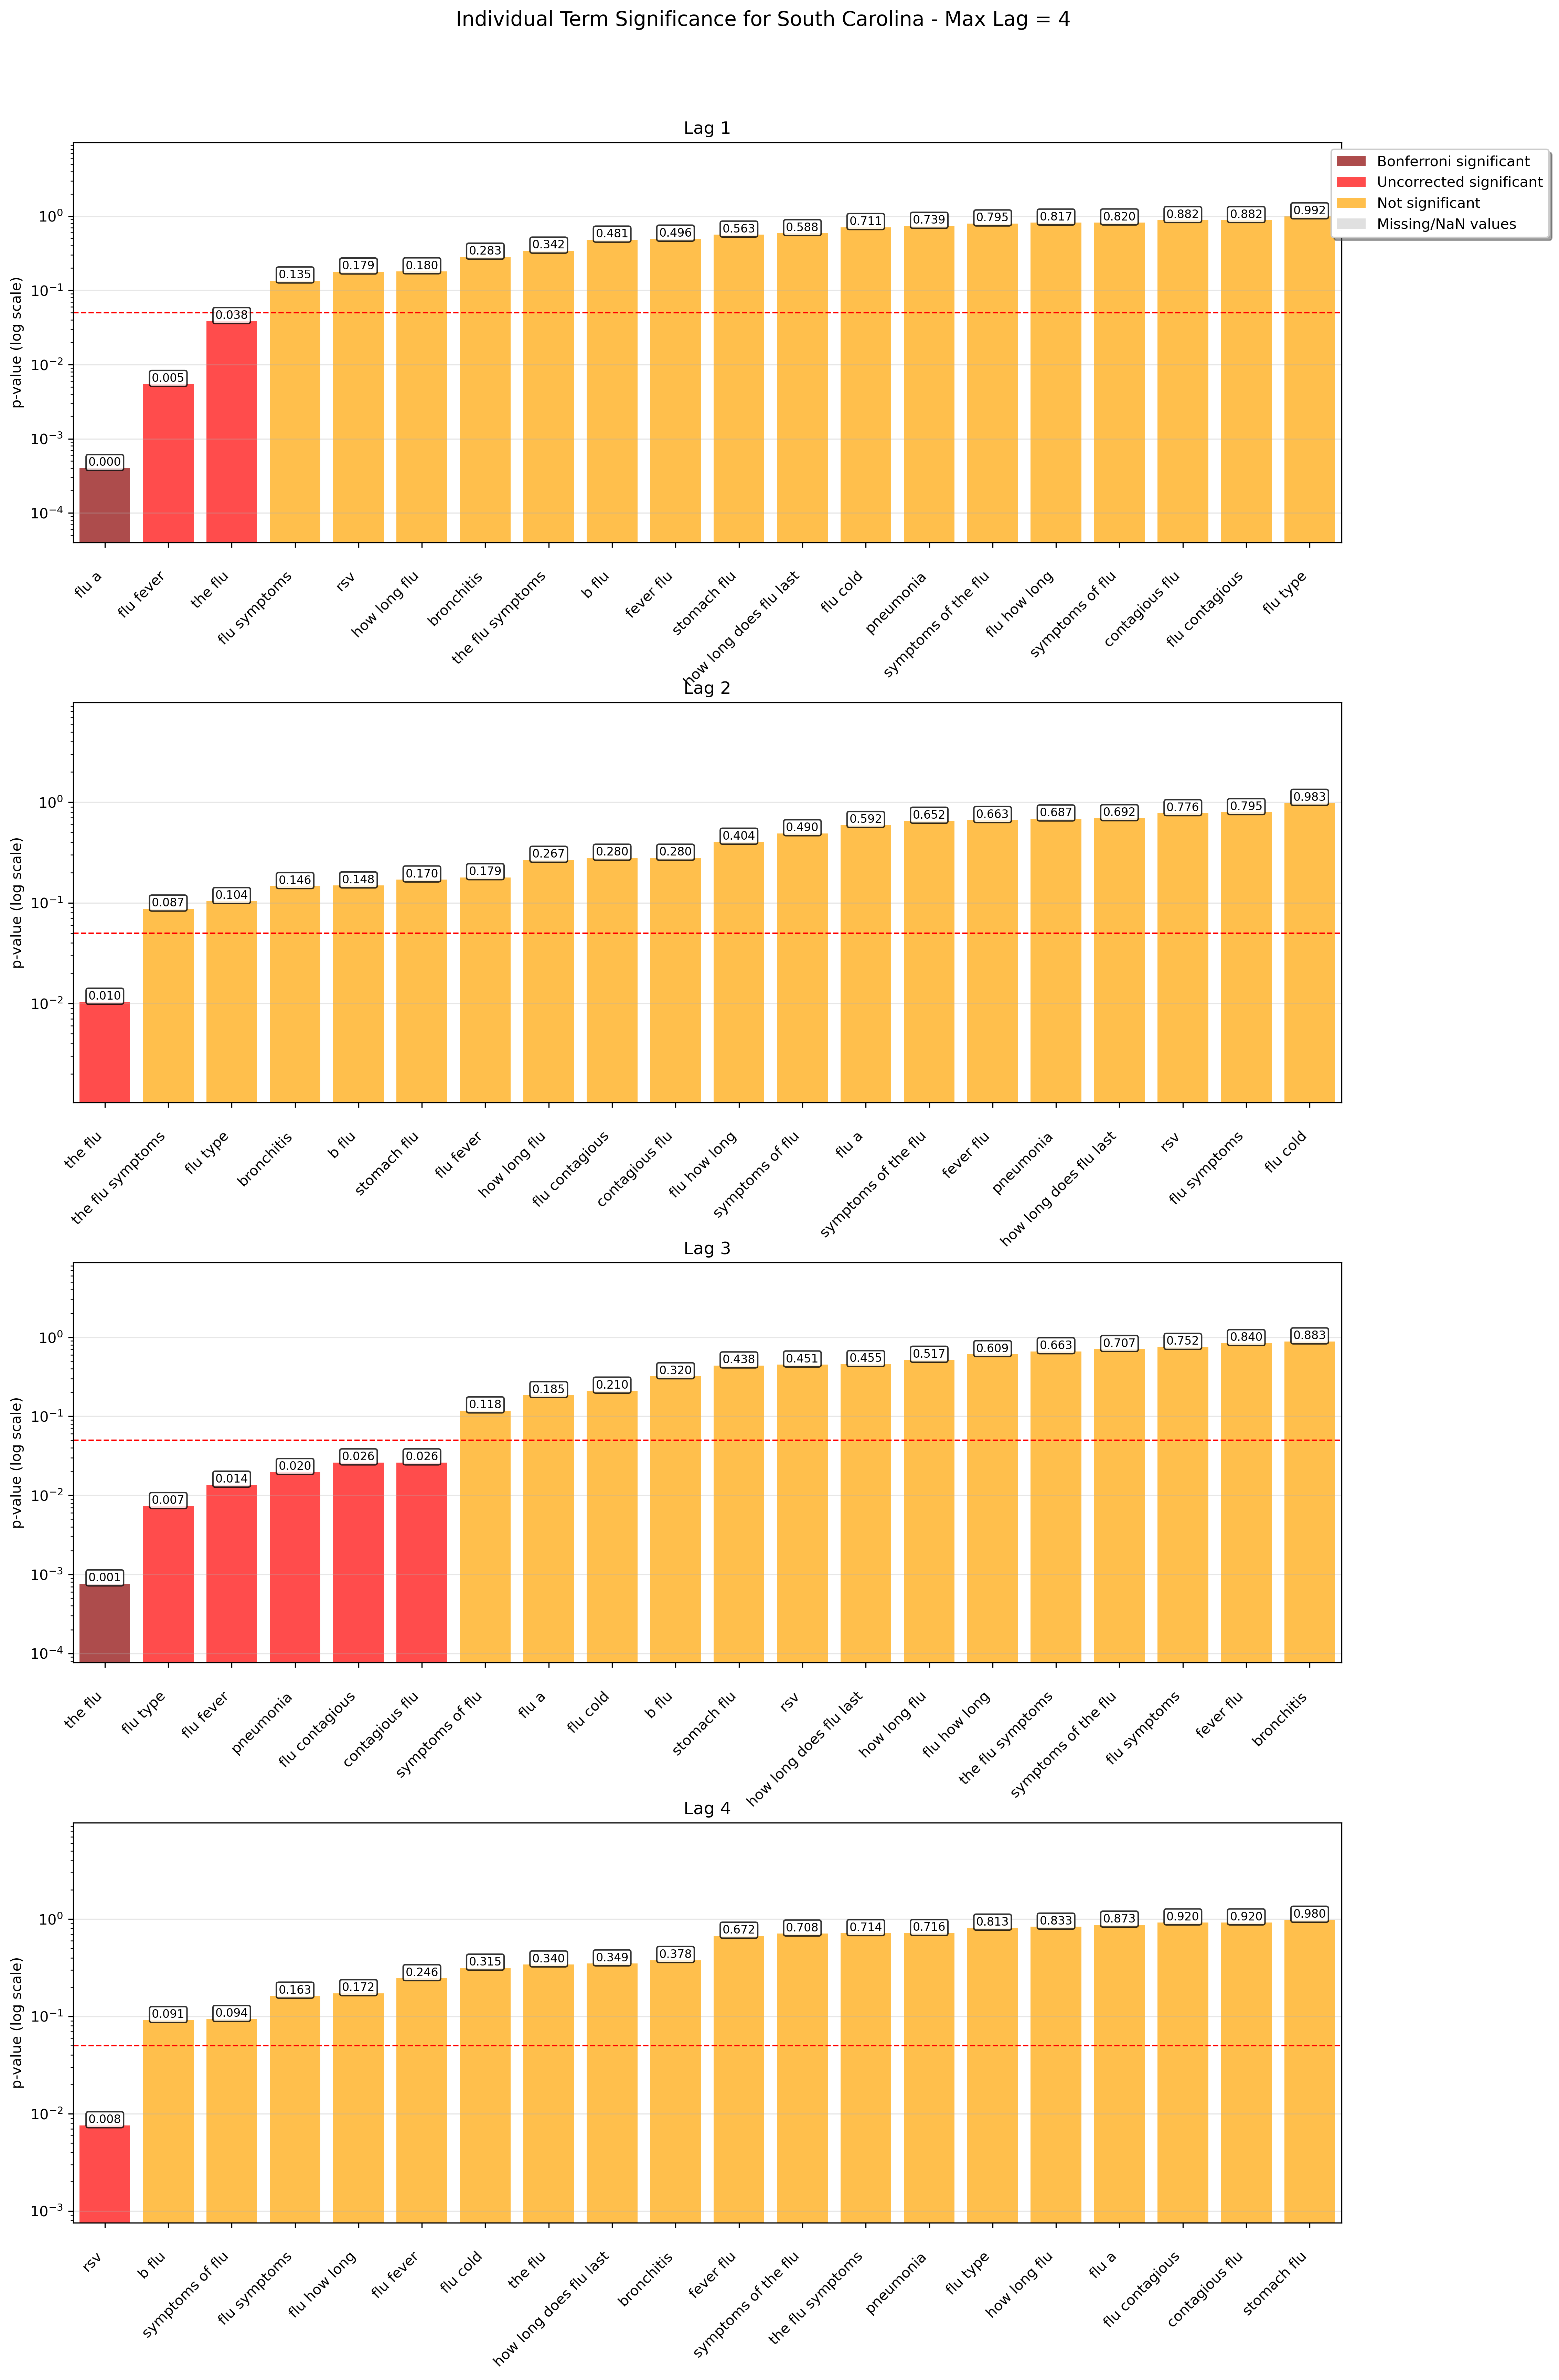 Individual Term Significance for South Carolina - Max Lag = 4
Lag 1
Bonferroni significant
Uncorrected significant
Not significant
Missing/NaN values
p-value (log scale)
10⁰
10⁻¹
10⁻²
10⁻³
10⁻⁴
0.000 0.005 0.038 0.135 0.179 0.180 0.283 0.342 0.481 0.496 0.563 0.588 0.711 0.739 0.795 0.817 0.820 0.882 0.882 0.992
flu a
flu fever
the flu
flu symptoms
rsv
how long flu
bronchitis
the flu symptoms
b flu
fever flu
stomach flu
how long does flu last
flu cold
pneumonia
symptoms of the flu
flu how long
symptoms of flu
contagious flu
flu contagious
flu type
Lag 2
p-value (log scale)
10⁰
10⁻¹
10⁻²
0.010 0.087 0.104 0.146 0.148 0.170 0.179 0.267 0.280 0.280 0.404 0.490 0.592 0.652 0.663 0.687 0.692 0.776 0.795 0.983
the flu
the flu symptoms
flu type
bronchitis
b flu
stomach flu
flu fever
how long flu
flu contagious
contagious flu
flu how long
symptoms of flu
flu a
symptoms of the flu
fever flu
pneumonia
how long does flu last
rsv
flu symptoms
flu cold
Lag 3
p-value (log scale)
10⁰
10⁻¹
10⁻²
10⁻³
10⁻⁴
0.001 0.007 0.014 0.020 0.026 0.026 0.118 0.185 0.210 0.320 0.438 0.451 0.455 0.517 0.609 0.663 0.707 0.752 0.840 0.883
the flu
flu type
flu fever
pneumonia
flu contagious
contagious flu
symptoms of flu
flu a
flu cold
b flu
stomach flu
rsv
how long does flu last
how long flu
flu how long
the flu symptoms
symptoms of the flu
flu symptoms
fever flu
bronchitis
Lag 4
p-value (log scale)
10⁰
10⁻¹
10⁻²
10⁻³
0.008 0.091 0.094 0.163 0.172 0.246 0.315 0.340 0.349 0.378 0.672 0.708 0.714 0.716 0.813 0.833 0.873 0.920 0.920 0.980
rsv
b flu
symptoms of flu
flu symptoms
flu how long
flu fever
flu cold
the flu
how long does flu last
bronchitis
fever flu
symptoms of the flu
the flu symptoms
pneumonia
flu type
how long flu
flu a
flu contagious
contagious flu
stomach flu